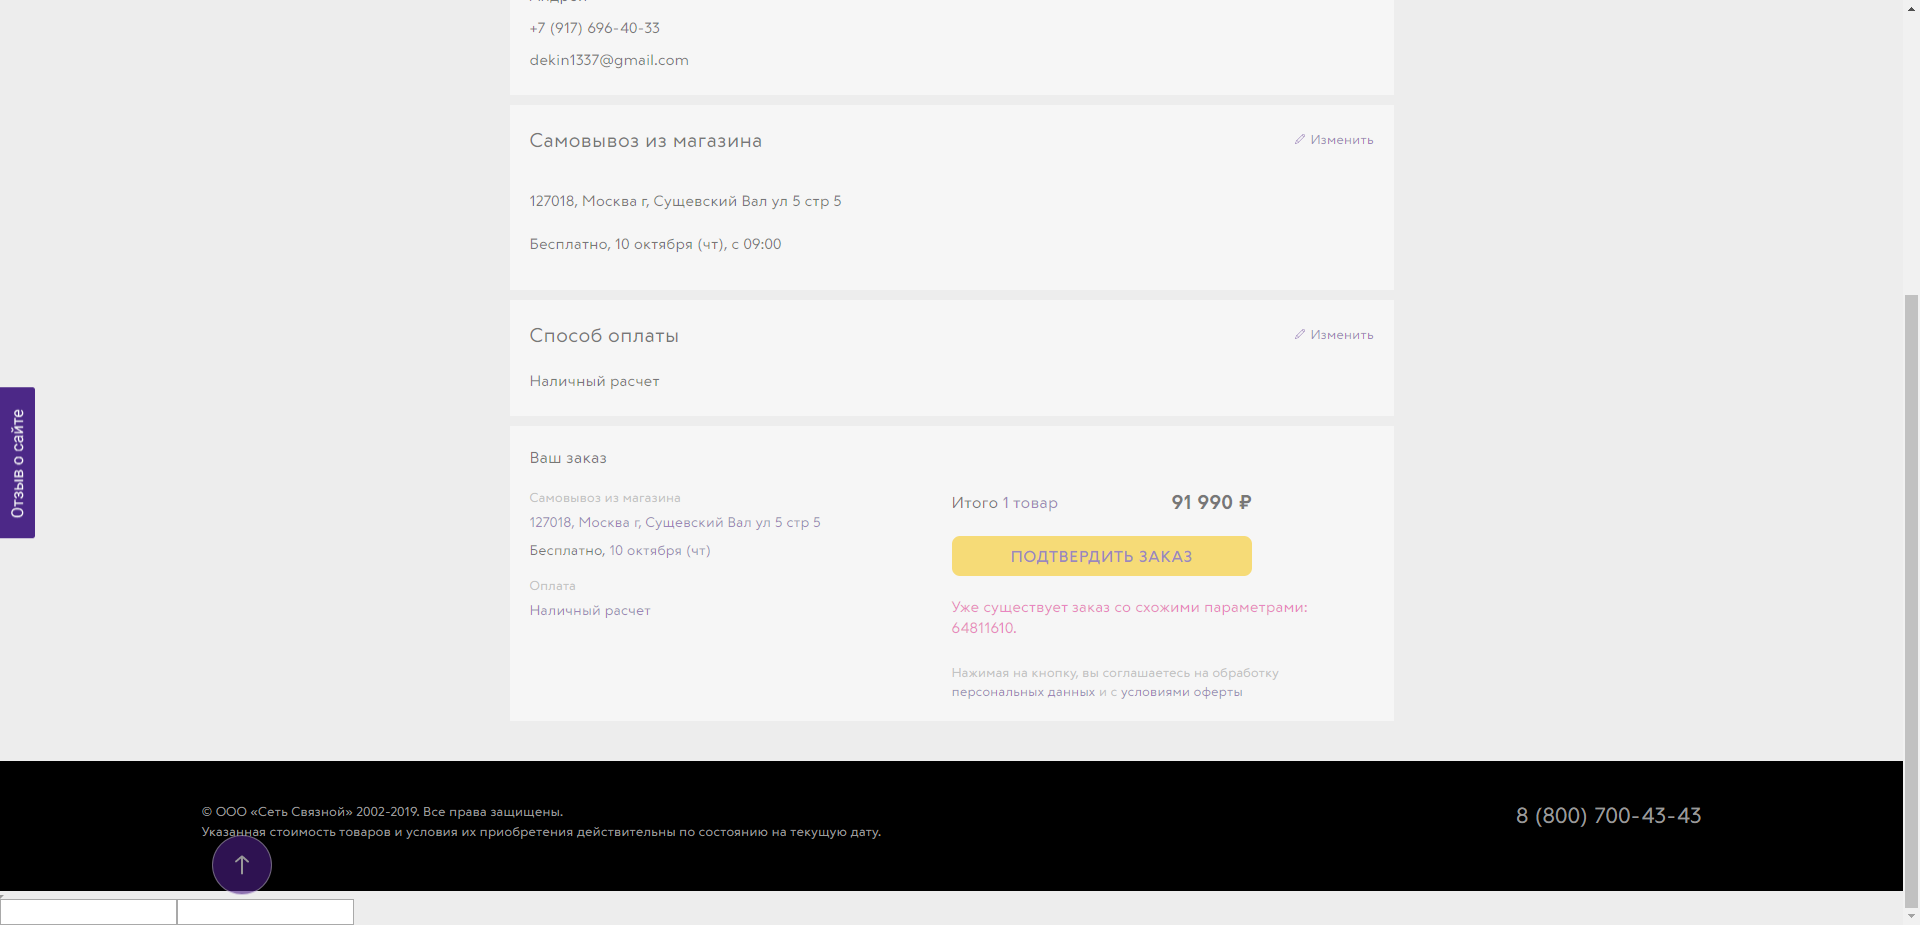 +7 (917) 696-40-33
dekin1337@gmail.com
Самовывоз из магазина
Изменить
127018, Москва г, Сущевский Вал ул 5 стр 5
Бесплатно, 10 октября (чт), с 09:00
Способ оплаты
Изменить
Наличный расчет
Отзыв о сайте
Ваш заказ
Самовывоз из магазина
127018, Москва г, Сущевский Вал ул 5 стр 5
Бесплатно, 10 октября (чт)
Оплата
Наличный расчет
Итого 1 товар
91 990 ₽
ПОДТВЕРДИТЬ ЗАКАЗ
Уже существует заказ со схожими параметрами:
64811610.
Нажимая на кнопку, вы соглашаетесь на обработку
персональных данных и с условиями оферты
© ООО «Сеть Связной» 2002-2019. Все права защищены.
Указанная стоимость товаров и условия их приобретения действительны по состоянию на текущую дату.
8 (800) 700-43-43